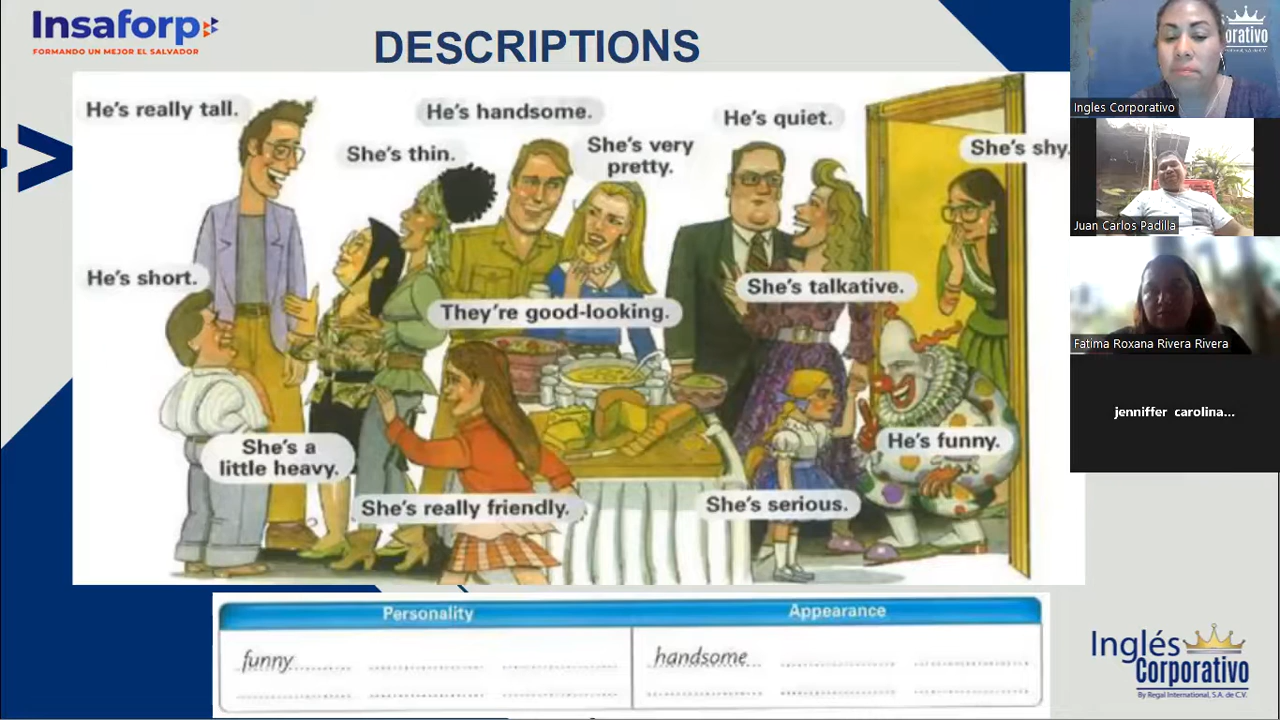 Insaforp
FORMANDO UN MEJOR EL SALVADOR
DESCRIPTIONS
He's really tall.
He's handsome.
He's quiet.
She's thin.
She's very
pretty.
She's shy.
He's short.
She's talkative.
They're good-looking.
He's funny.
She's a
little heavy.
She's really friendly.
She's serious.
Personality
Appearance
funny
handsome
Inglés
Corporativo
By Regal International, S.A. de C.V.
orativo
Ingles Corporativo
Juan Carlos Padilla
Fatima Roxana Rivera Rivera
jenniffer carolina...